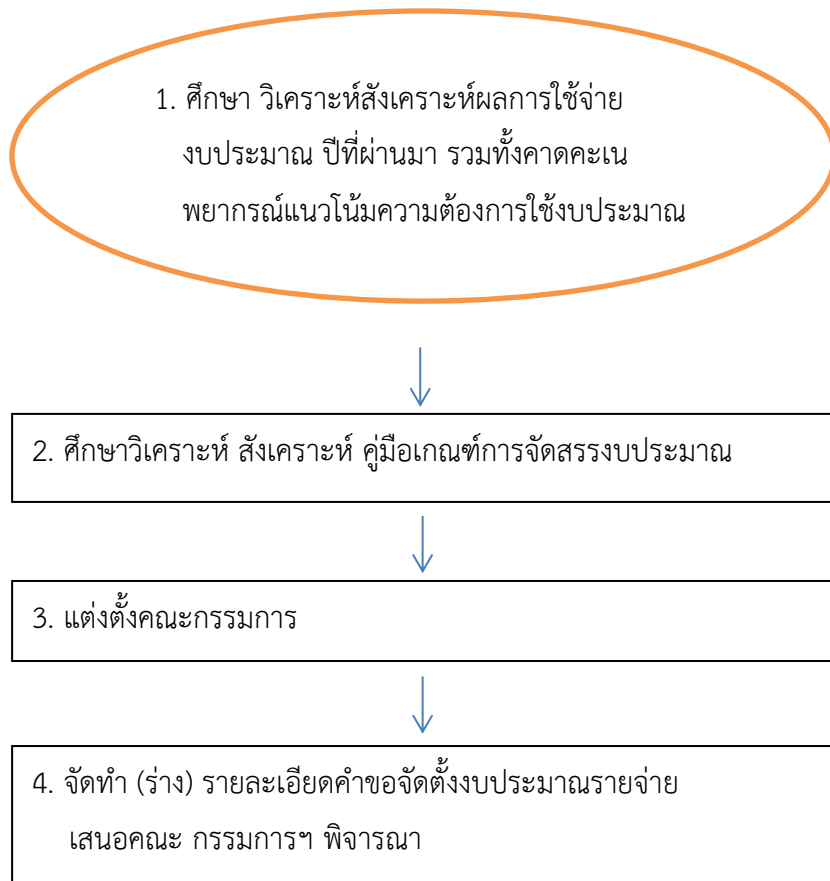 1. ศึกษา วิเคราะห์สังเคราะห์ผลการใช้จ่าย
งบประมาณ ปีที่ผ่านมา รวมทั้งคาดคะเน
พยากรณ์แนวโน้มความต้องการใช้งบประมาณ
2. ศึกษาวิเคราะห์ สังเคราะห์ คู่มือเกณฑ์การจัดสรรงบประมาณ
3. แต่งตั้งคณะกรรมการ
4. จัดทำ (ร่าง) รายละเอียดคำขอจัดตั้งงบประมาณรายจ่าย
เสนอคณะ กรรมการฯ พิจารณา